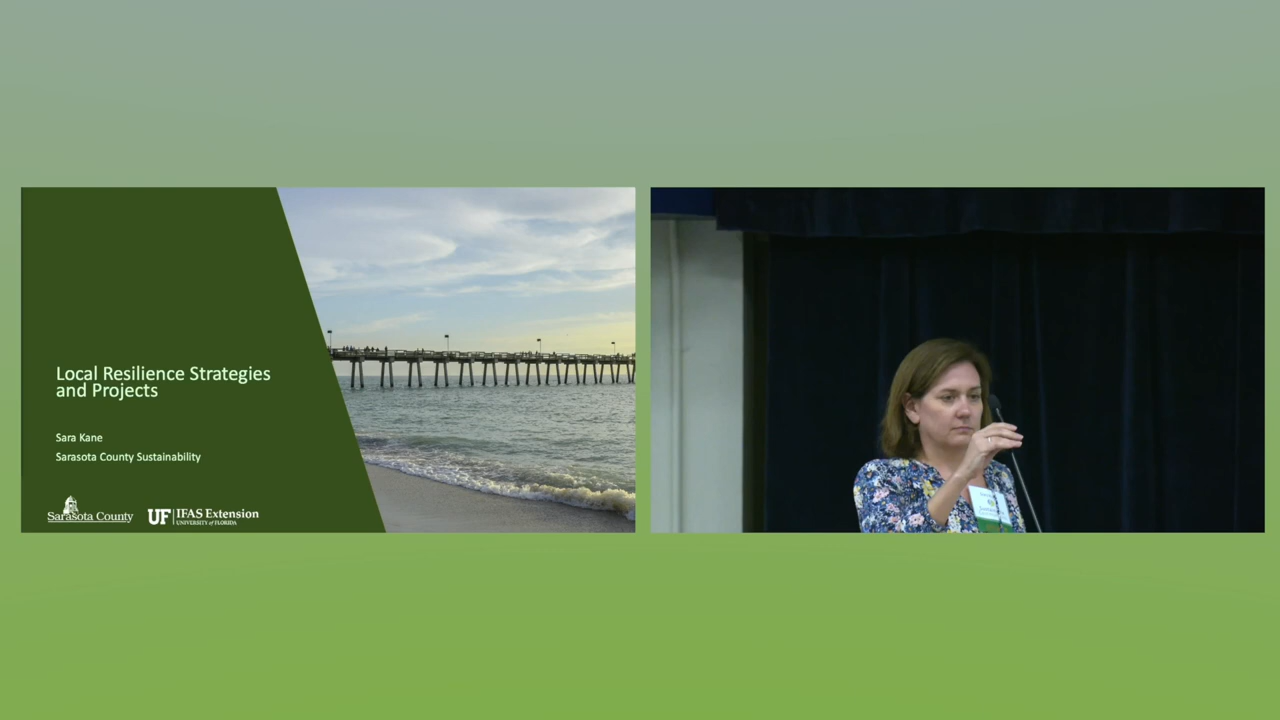 Local Resilience Strategies
and Projects
Sara Kane
Sarasota County Sustainability
Sarasota County
UF IFAS Extension
UNIVERSITY of FLORIDA